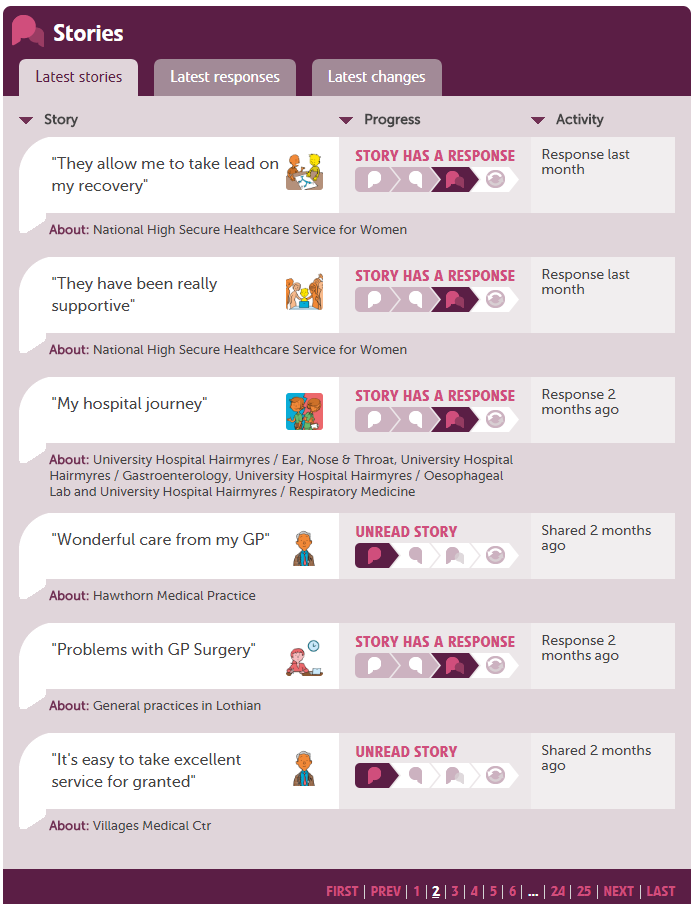 Stories
Latest stories
Latest responses
Latest changes
Story
Progress
Activity
"They allow me to take lead on
my recovery"
STORY HAS A RESPONSE
Response last
month
About: National High Secure Healthcare Service for Women
"They have been really
supportive"
STORY HAS A RESPONSE
Response last
month
About: National High Secure Healthcare Service for Women
"My hospital journey"
STORY HAS A RESPONSE
Response 2
months ago
About: University Hospital Hairmyres / Ear, Nose & Throat, University Hospital
Hairmyres / Gastroenterology, University Hospital Hairmyres / Oesophageal
Lab and University Hospital Hairmyres / Respiratory Medicine
"Wonderful care from my GP"
UNREAD STORY
Shared 2 months
ago
About: Hawthorn Medical Practice
"Problems with GP Surgery"
STORY HAS A RESPONSE
Response 2
months ago
About: General practices in Lothian
"It's easy to take excellent
service for granted"
UNREAD STORY
Shared 2 months
ago
About: Villages Medical Ctr
FIRST | PREV | 1 | 2 | 3 | 4 | 5 | 6 | ... | 24 | 25 | NEXT | LAST